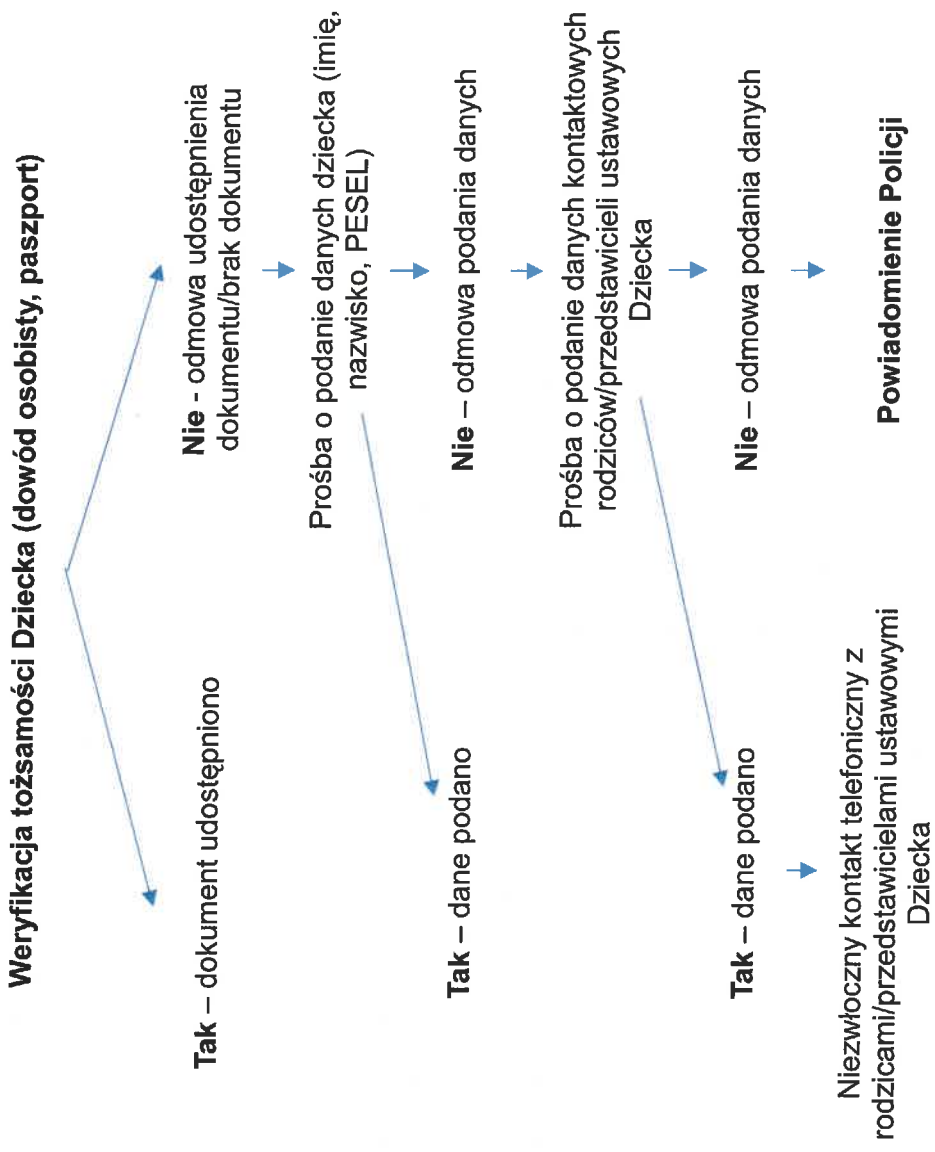 Weryfikacja tożsamości Dziecka (dowód osobisty, paszport)
Tak – dokument udostępniono
Nie - odmowa udostępnienia
dokumentu/brak dokumentu
Prośba o podanie danych dziecka (imię,
nazwisko, PESEL)
Tak – dane podano
Nie – odmowa podania danych
Prośba o podanie danych kontaktowych
rodziców/przedstawicieli ustawowych
Dziecka
Tak – dane podano
Nie – odmowa podania danych
Niezwłoczny kontakt telefoniczny z
rodzicami/przedstawicielami ustawowymi
Dziecka
Powiadomienie Policji